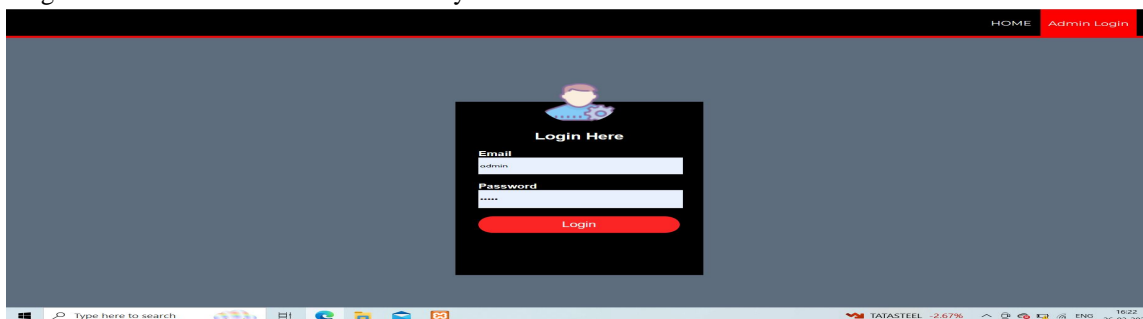 HOME Admin Login
Login Here
Email
admin
Password
•••••
Login
Type here to search
TATASTEEL -2.67% ENG 16:22